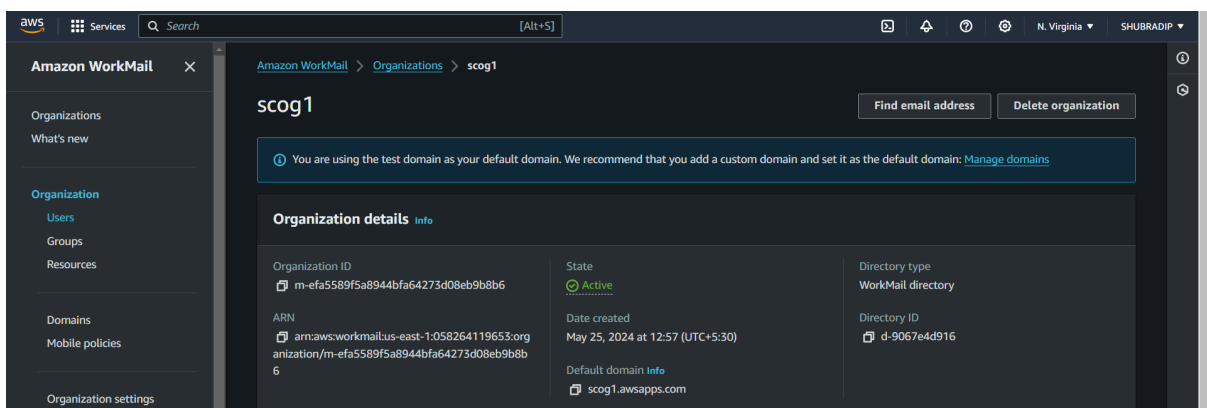 aws Services Search [Alt+S] N. Virginia SHUBRADIP
Amazon WorkMail
Organizations
What's new
Organization
Users
Groups
Resources
Domains
Mobile policies
Organization settings
Amazon WorkMail > Organizations > scog1
scog1
Find email address Delete organization
You are using the test domain as your default domain. We recommend that you add a custom domain and set it as the default domain: Manage domains
Organization details Info
Organization ID
m-efa5589f5a8944bfa64273d08eb9b8b6
ARN
arn:aws:workmail:us-east-1:058264119653:org
anization/m-efa5589f5a8944bfa64273d08eb9b8b
6
State
Active
Date created
May 25, 2024 at 12:57 (UTC+5:30)
Default domain Info
scog1.awsapps.com
Directory type
WorkMail directory
Directory ID
d-9067e4d916